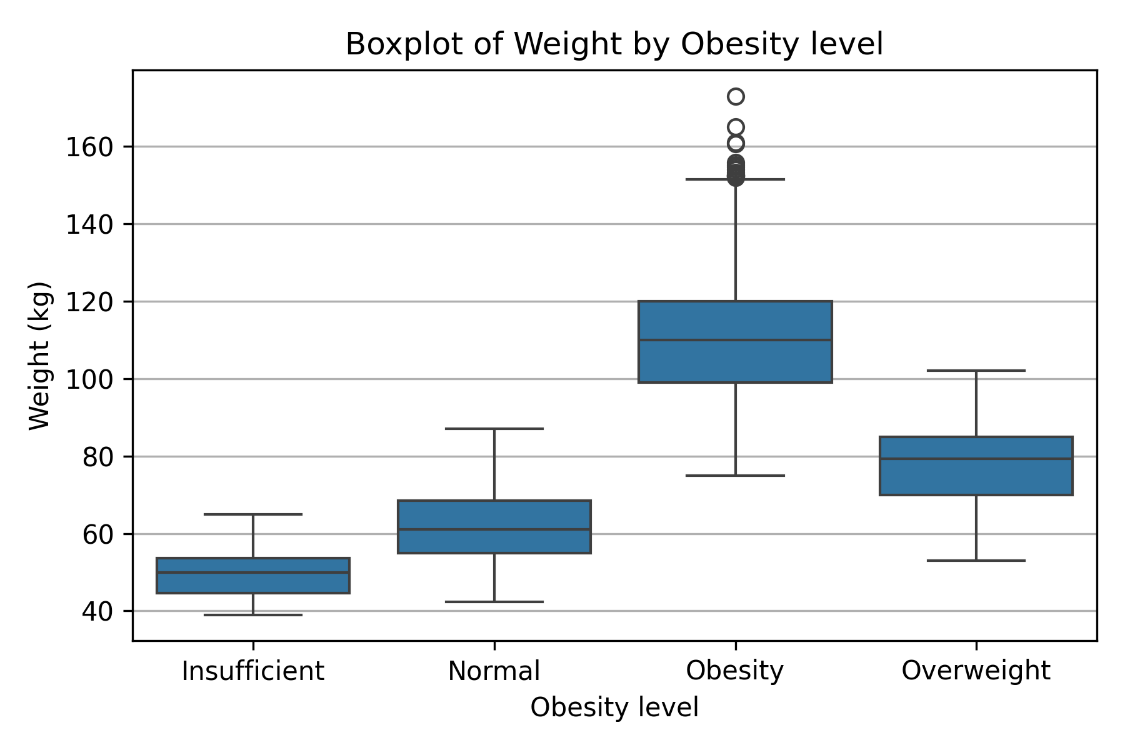 Boxplot of Weight by Obesity level
Weight (kg)
160
140
120
100
80
60
40
Insufficient Normal Obesity Overweight
Obesity level